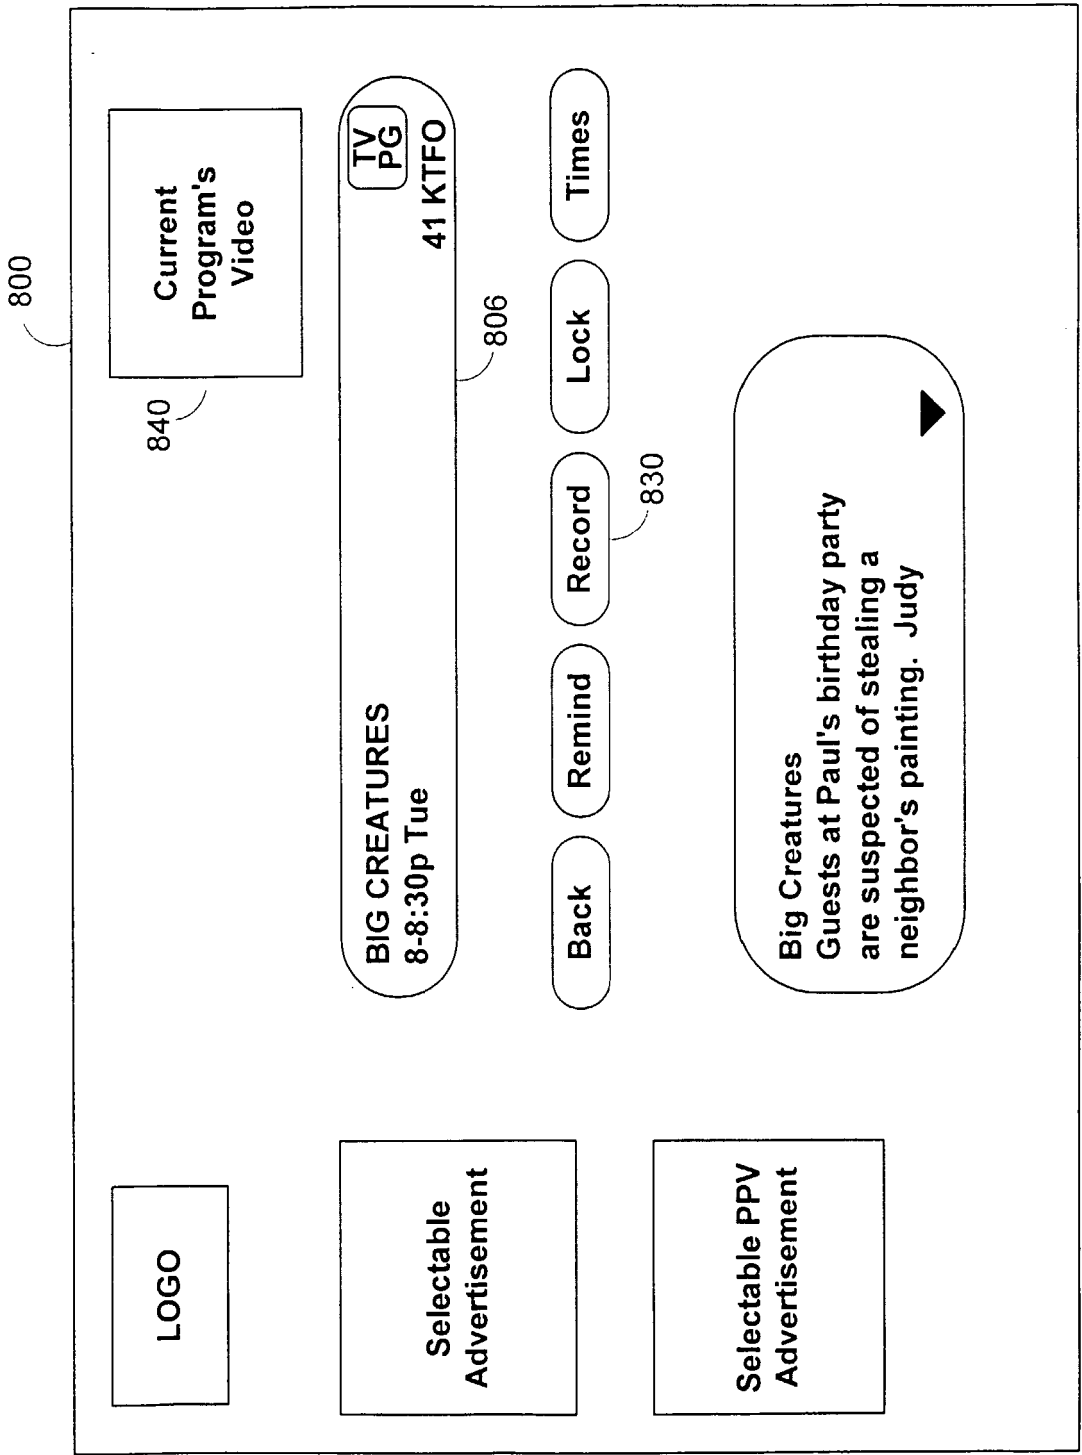 800
LOGO
Current
Program's
Video
840
BIG CREATURES
8-8:30p Tue
TV
PG
41 KTFO
806
Selectable
Advertisement
Back
Remind
Record
Lock
Times
830
Selectable PPV
Advertisement
Big Creatures
Guests at Paul's birthday party
are suspected of stealing a
neighbor's painting. Judy